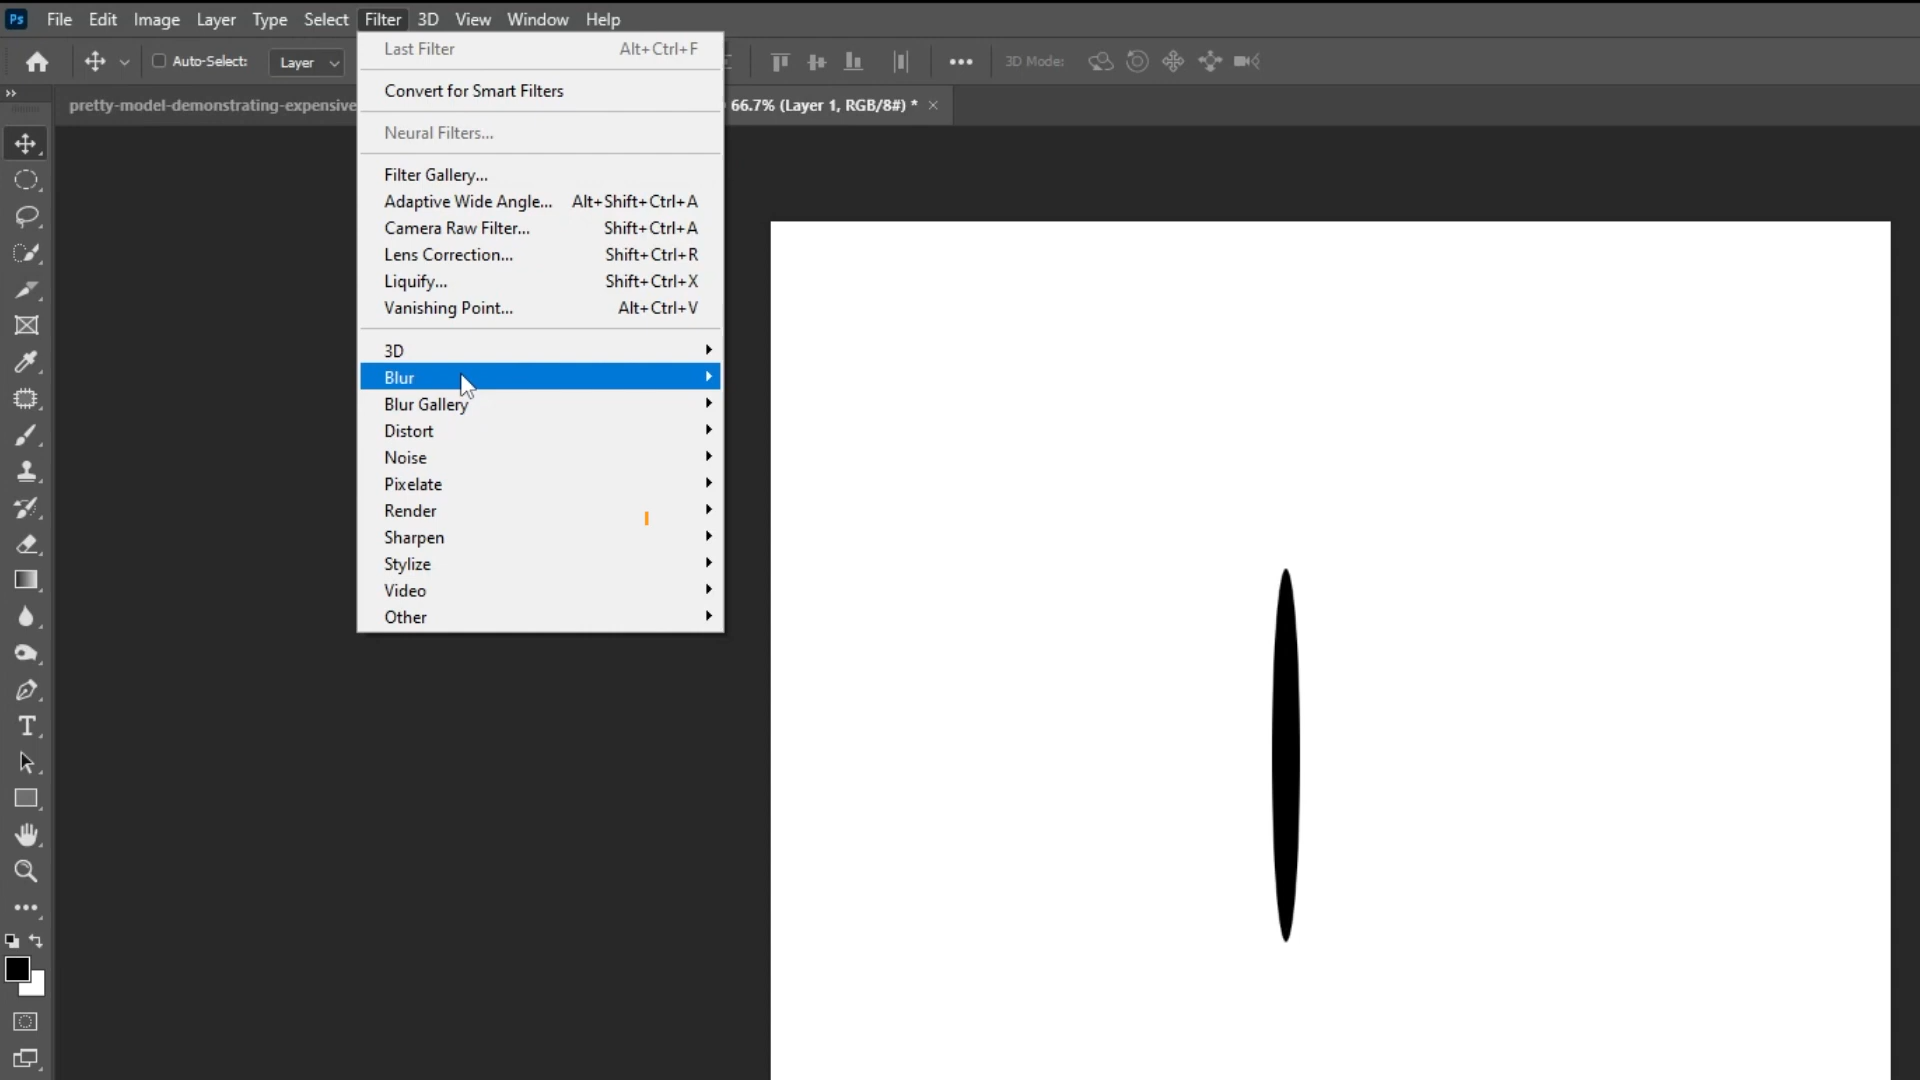 Ps File Edit Image Layer Type Select Filter 3D View Window Help
Auto-Select: Layer 3D Mode:
pretty-model-demonstrating-expensive 66.7% (Layer 1, RGB/8#) *
Last Filter Alt+Ctrl+F
Convert for Smart Filters
Neural Filters...
Filter Gallery...
Adaptive Wide Angle... Alt+Shift+Ctrl+A
Camera Raw Filter... Shift+Ctrl+A
Lens Correction... Shift+Ctrl+R
Liquify... Shift+Ctrl+X
Vanishing Point... Alt+Ctrl+V
3D
Blur
Blur Gallery
Distort
Noise
Pixelate
Render
Sharpen
Stylize
Video
Other